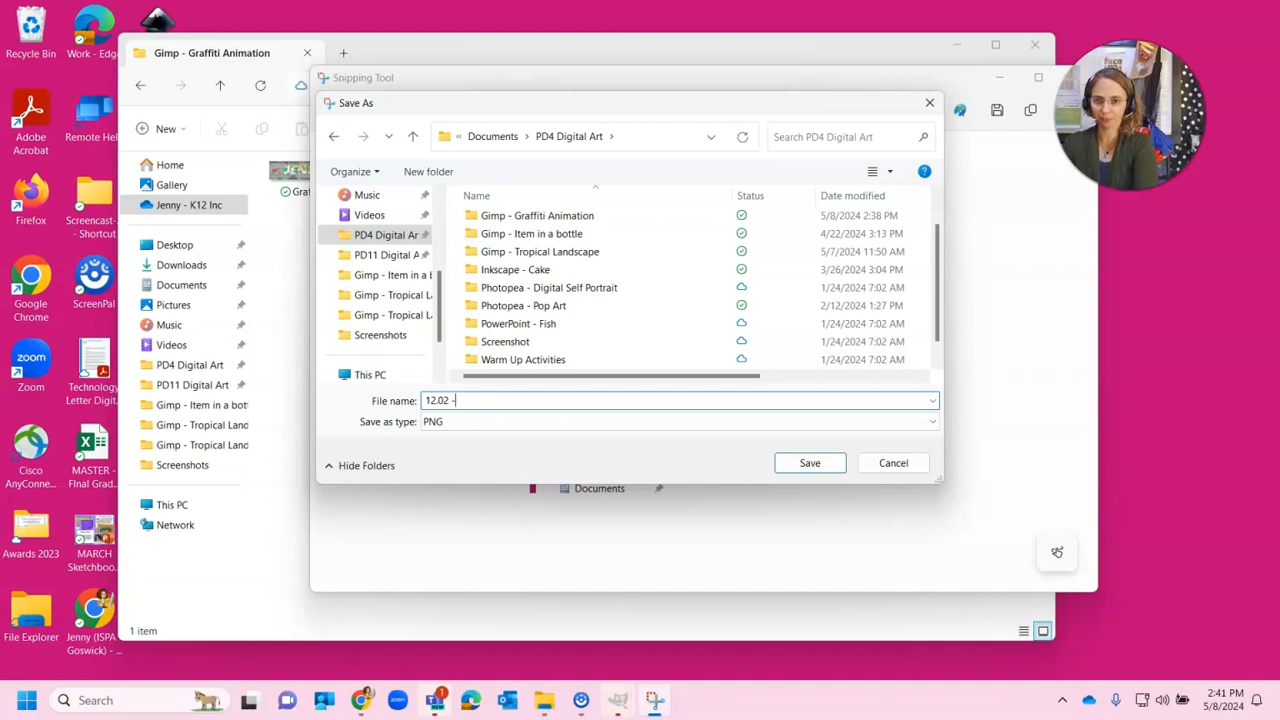 Recycle Bin
Work - Edge
Adobe
Acrobat
Remote Help
Firefox
Screencast-
- Shortcut
Google
Chrome
ScreenPal
Zoom
Technology
Letter Digit...
Cisco
AnyConne...
MASTER -
FInal Grad...
Awards 2023
MARCH
Sketchboo...
File Explorer
Jenny (ISPA
Goswick) - ...
Gimp - Graffiti Animation
New
Home
Gallery
Jenny - K12 Inc
Desktop
Downloads
Documents
Pictures
Music
Videos
PD4 Digital Art
PD11 Digital Art
Gimp - Item in a bott
Gimp - Tropical Land
Gimp - Tropical Land
Screenshots
This PC
Network
1 item
Snipping Tool
Save As
« Documents > PD4 Digital Art >
Search PD4 Digital Art
Organize
New folder
Music
Videos
PD4 Digital Ar
PD11 Digital A
Gimp - Item in a b
Gimp - Tropical L
Gimp - Tropical L
Screenshots
This PC
Name Status Date modified
Gimp - Graffiti Animation 5/8/2024 2:38 PM
Gimp - Item in a bottle 4/22/2024 3:13 PM
Gimp - Tropical Landscape 5/7/2024 11:50 AM
Inkscape - Cake 3/26/2024 3:04 PM
Photopea - Digital Self Portrait 1/24/2024 7:02 AM
Photopea - Pop Art 2/12/2024 1:27 PM
PowerPoint - Fish 1/24/2024 7:02 AM
Screenshot 1/24/2024 7:02 AM
Warm Up Activities 1/24/2024 7:02 AM
File name: 12.02 -
Save as type: PNG
Hide Folders
Save
Cancel
Documents
Search
1
2:41 PM
5/8/2024